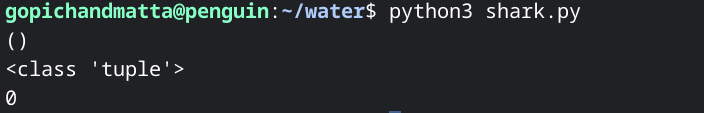 gopichandmatta@penguin:~/water$ python3 shark.py
()
<class 'tuple'>
0